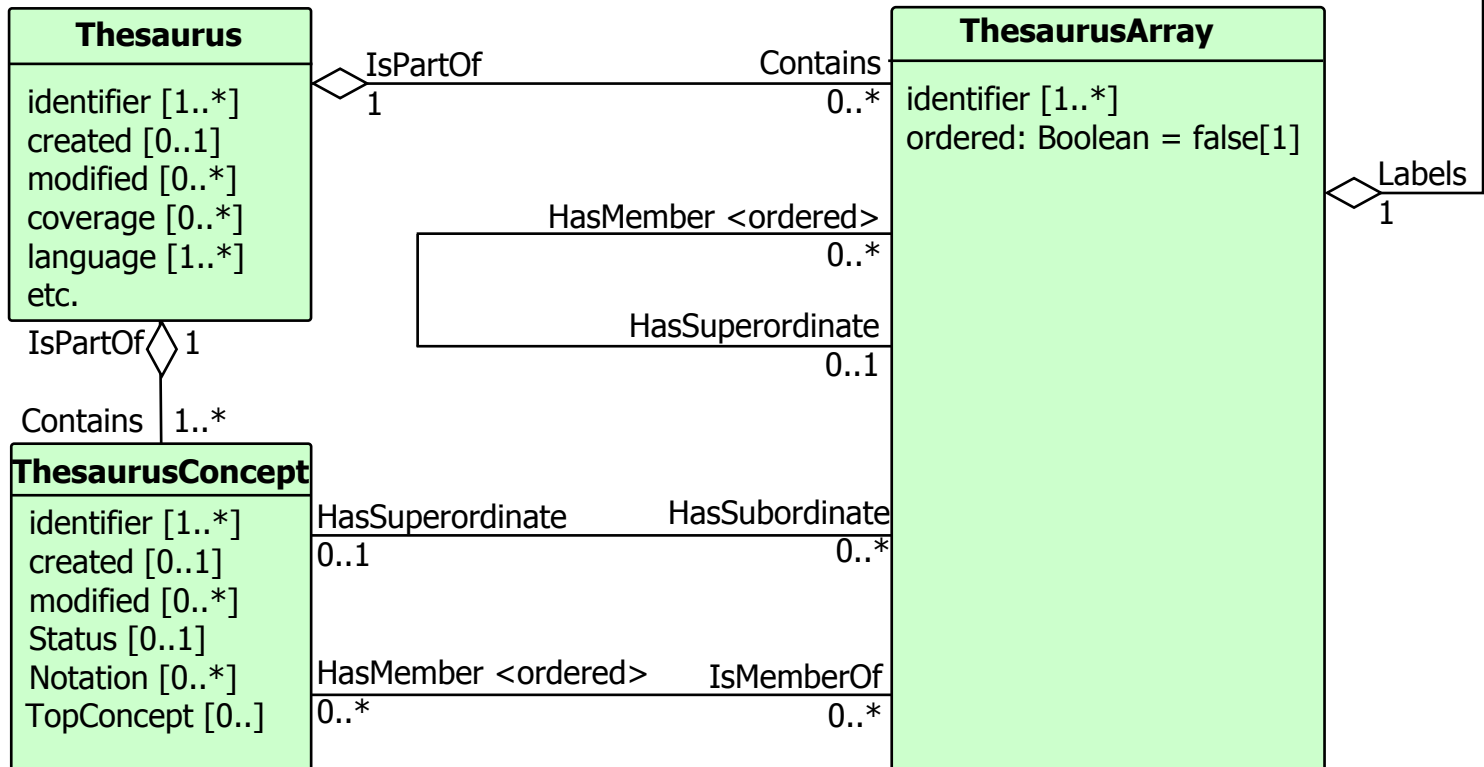 Thesaurus
identifier [1..*]
created [0..1]
modified [0..*]
coverage [0..*]
language [1..*]
etc.
IsPartOf
1
Contains
0..*
ThesaurusArray
identifier [1..*]
ordered: Boolean = false[1]
Labels
1
HasMember <ordered>
0..*
HasSuperordinate
0..1
IsPartOf
1
Contains
1..*
ThesaurusConcept
identifier [1..*]
created [0..1]
modified [0..*]
Status [0..1]
Notation [0..*]
TopConcept [0..]
HasSuperordinate
0..1
HasSubordinate
0..*
HasMember <ordered>
0..*
IsMemberOf
0..*